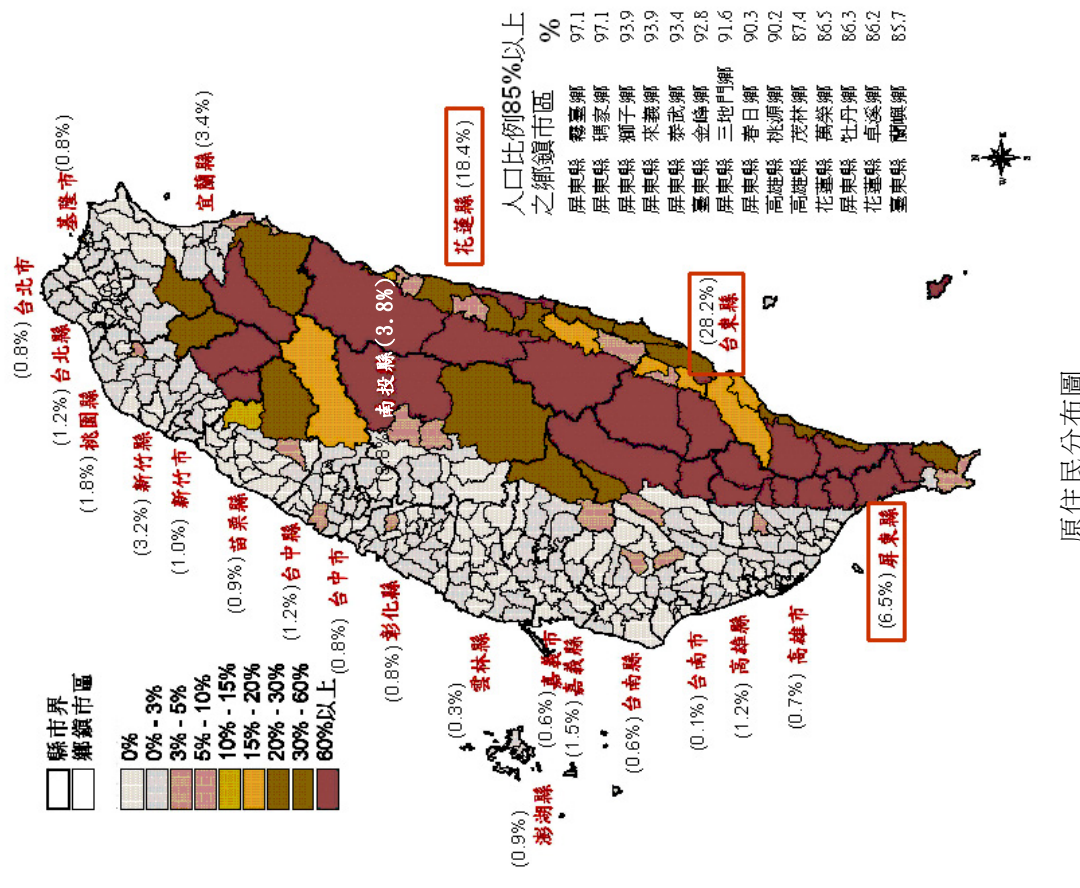 縣市界
鄉鎮市區
0%
0% - 3%
3% - 5%
5% - 10%
10% - 15%
15% - 20%
20% - 30%
30% - 60%
60%以上
(0.8%) 台北市
基隆市(0.8%)
(1.2%) 台北縣
宜蘭縣 (3.4%)
(1.8%) 桃園縣
(3.2%) 新竹縣
(1.0%) 新竹市
(0.9%) 苗栗縣
(1.2%) 台中縣
(0.8%) 台中市
(0.8%) 彰化縣
南投縣(3.8%)
花蓮縣 (18.4%)
(0.3%) 雲林縣
(0.6%) 嘉義市
(1.5%) 嘉義縣
(0.6%) 台南縣
(0.1%) 台南市
(1.2%) 高雄縣
(0.7%) 高雄市
(28.2%) 台東縣
(6.5%) 屏東縣
(0.9%) 澎湖縣
人口比例85%以上
之鄉鎮市區 %
屏東縣 霧臺鄉 97.1
屏東縣 瑪家鄉 97.1
屏東縣 獅子鄉 93.9
屏東縣 來義鄉 93.9
屏東縣 泰武鄉 93.4
臺東縣 金峰鄉 92.8
屏東縣 三地門鄉 91.6
屏東縣 春日鄉 90.3
高雄縣 桃源鄉 90.2
高雄縣 茂林鄉 87.4
花蓮縣 萬榮鄉 86.5
屏東縣 牡丹鄉 86.3
花蓮縣 卓溪鄉 86.2
臺東縣 蘭嶼鄉 85.7
原住民分布圖